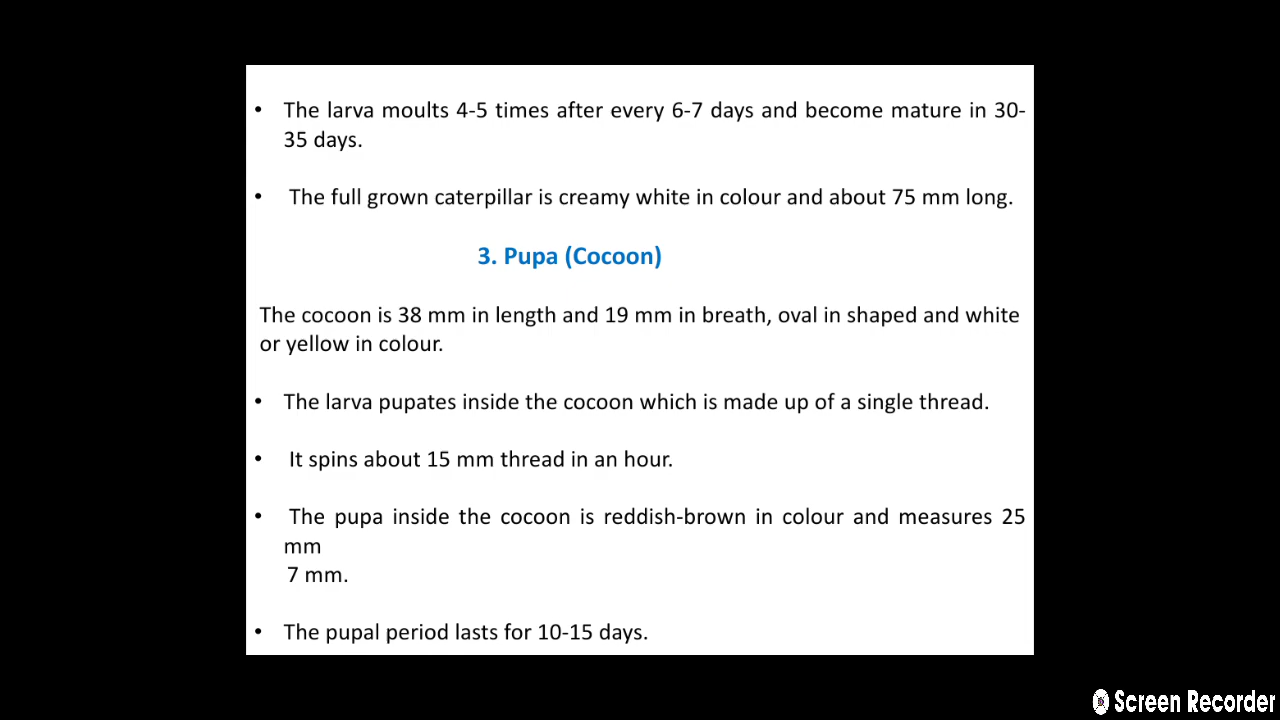 • The larva moults 4-5 times after every 6-7 days and become mature in 30-
35 days.
• The full grown caterpillar is creamy white in colour and about 75 mm long.
3. Pupa (Cocoon)
The cocoon is 38 mm in length and 19 mm in breath, oval in shaped and white
or yellow in colour.
• The larva pupates inside the cocoon which is made up of a single thread.
• It spins about 15 mm thread in an hour.
• The pupa inside the cocoon is reddish-brown in colour and measures 25
mm
7 mm.
• The pupal period lasts for 10-15 days.
Screen Recorder